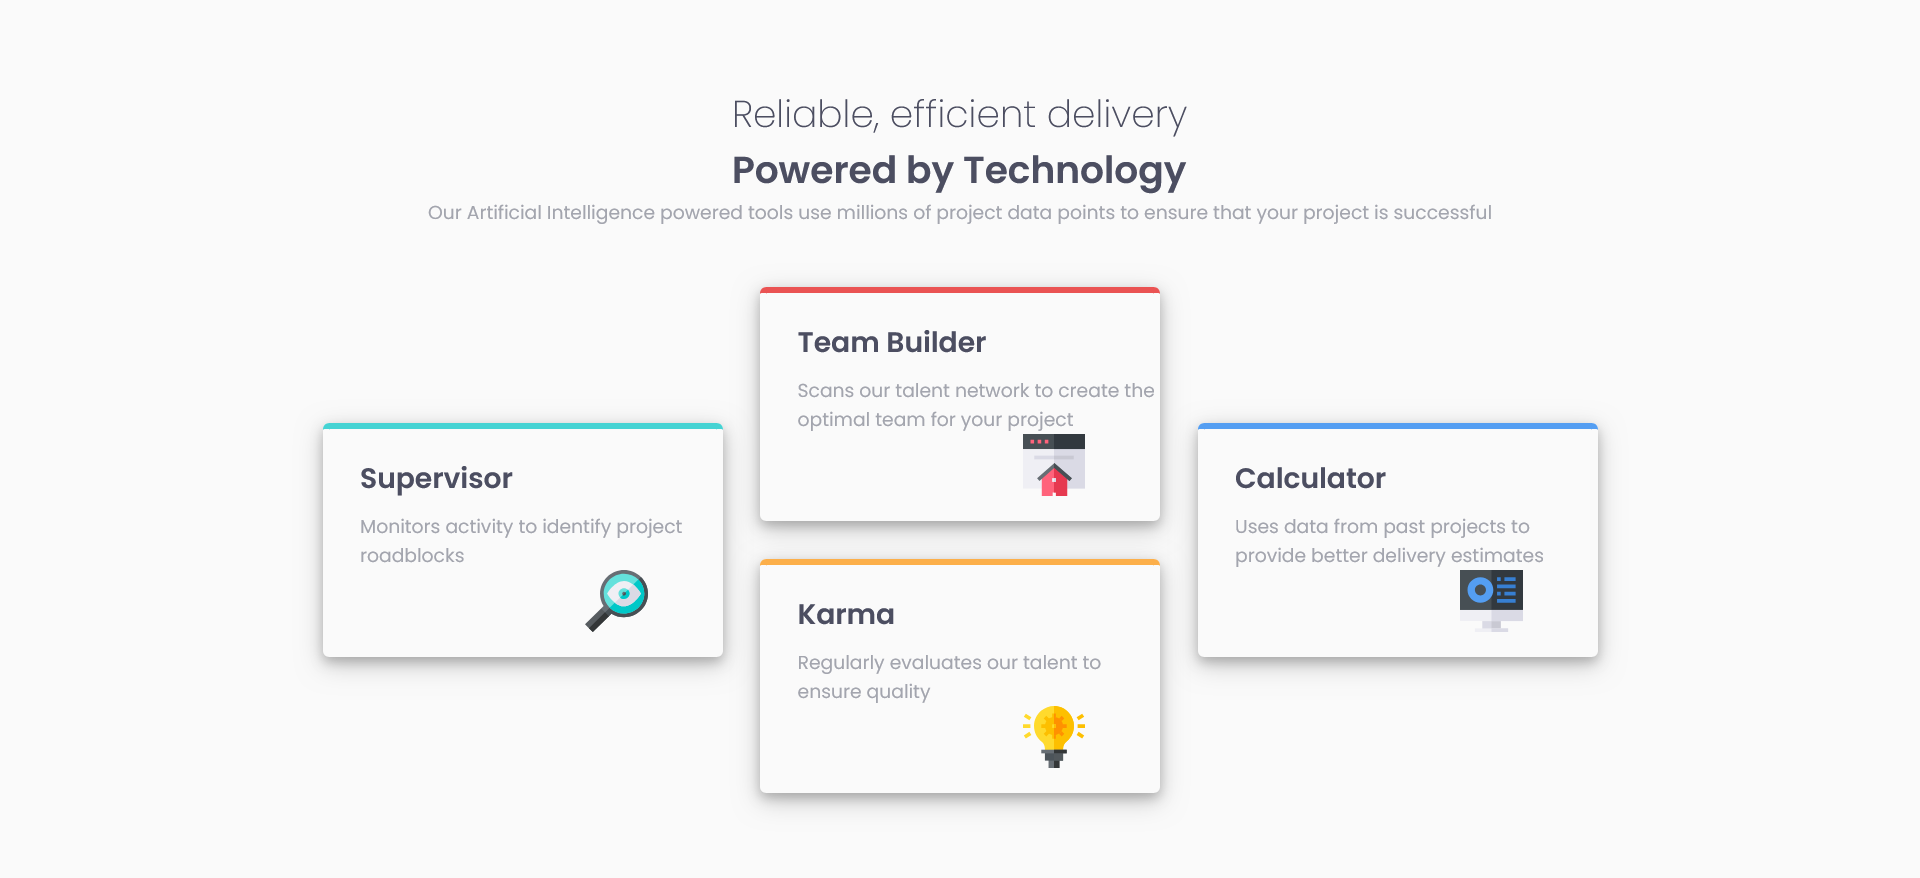 Reliable, efficient delivery
Powered by Technology
Our Artificial Intelligence powered tools use millions of project data points to ensure that your project is successful
Supervisor
Monitors activity to identify project
roadblocks
Team Builder
Scans our talent network to create the
optimal team for your project
Karma
Regularly evaluates our talent to
ensure quality
Calculator
Uses data from past projects to
provide better delivery estimates